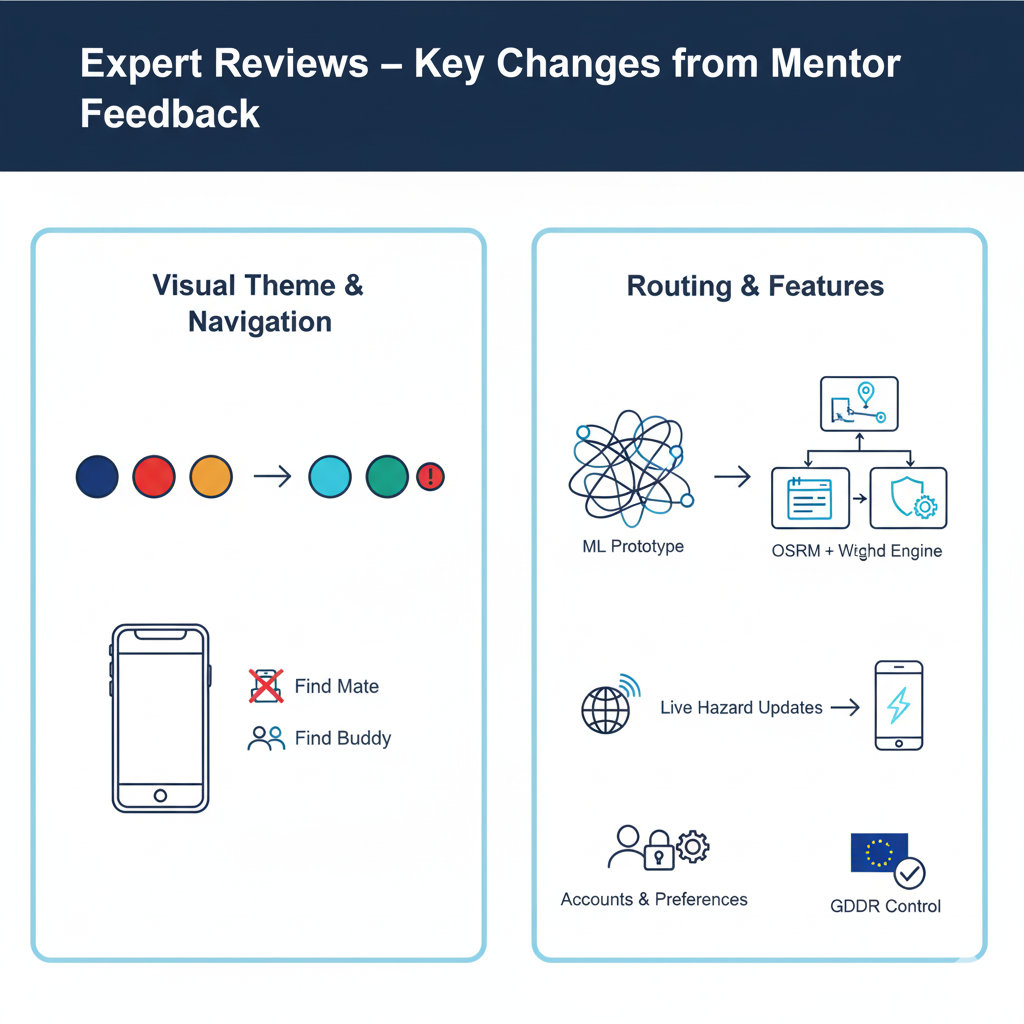 Expert Reviews – Key Changes from Mentor
Feedback
Visual Theme &
Navigation
!
Find Mate
Find Buddy
Routing & Features
ML Prototype
OSRM + Wighd Engine
Live Hazard Updates
Accounts & Preferences
GDDR Control